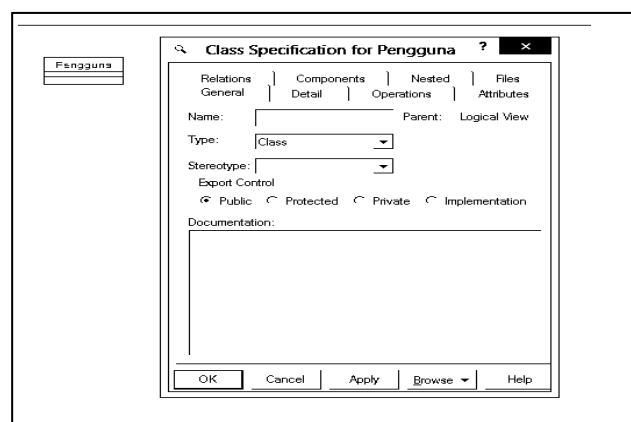 Class Specification for Pengguna ? ×
Pengguna
Relations Components Nested Files
General Detail Operations Attributes
Name: Parent: Logical View
Type: Class
Stereotype:
Export Control
Public Protected Private Implementation
Documentation:
OK Cancel Apply Browse Help